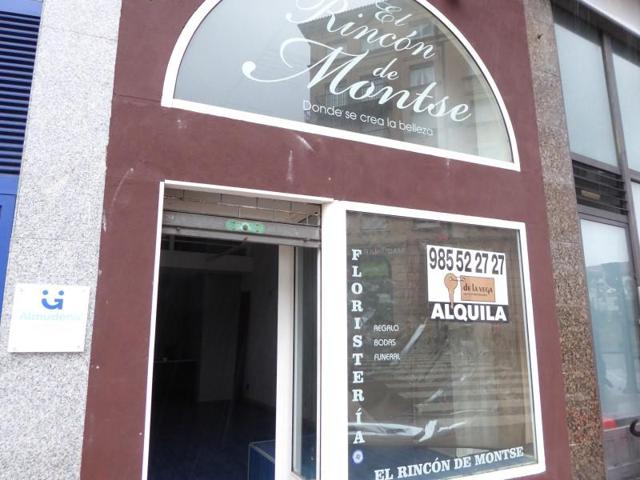 El
Rincón
de
Montse
Donde se crea la belleza
FLORISTERÍA
REGALO
BODAS
FUNERAL
985 52 27 27
de la vega
ALQUILA
EL RINCÓN DE MONTSE
Almudena